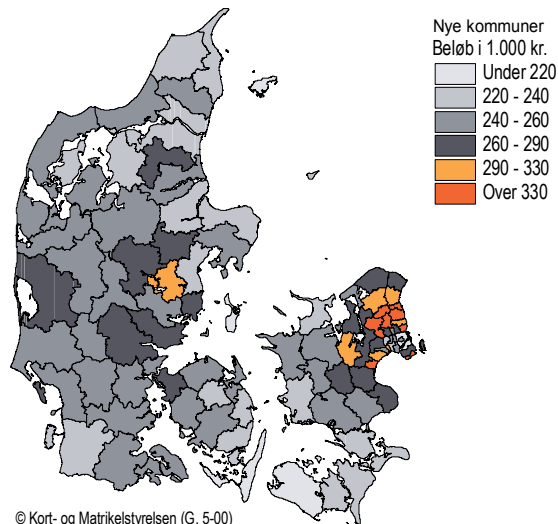 Nye kommuner
Beløb i 1.000 kr.
Under 220
220 - 240
240 - 260
260 - 290
290 - 330
Over 330
© Kort- og Matrikelstyrelsen (G. 5-00)